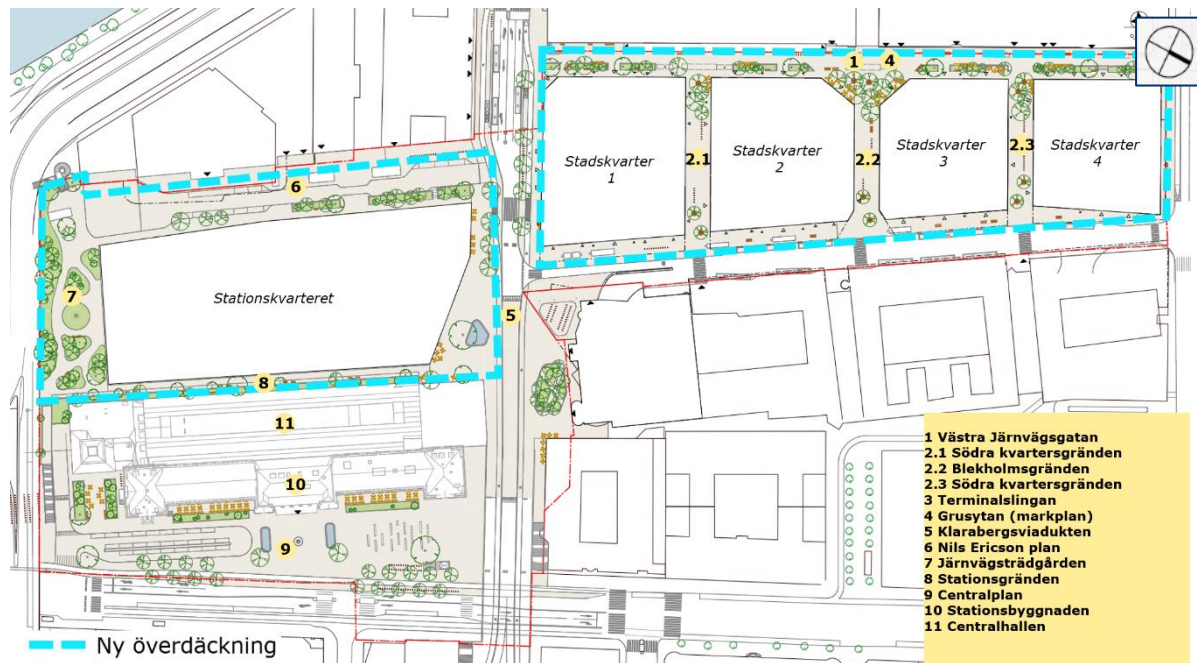 1
4
Stadskvarter
1
2.1
Stadskvarter
2
2.2
Stadskvarter
3
2.3
Stadskvarter
4
6
7
Stationskvarteret
5
8
11
10
9
1 Västra Järnvägsgatan
2.1 Södra kvartersgränden
2.2 Blekholmsgränden
2.3 Södra kvartersgränden
3 Terminalslingan
4 Grusytan (markplan)
5 Klarabergsviadukten
6 Nils Ericson plan
7 Järnvägsträdgården
8 Stationsgränden
9 Centralplan
10 Stationsbyggnaden
11 Centralhallen
Ny överdäckning